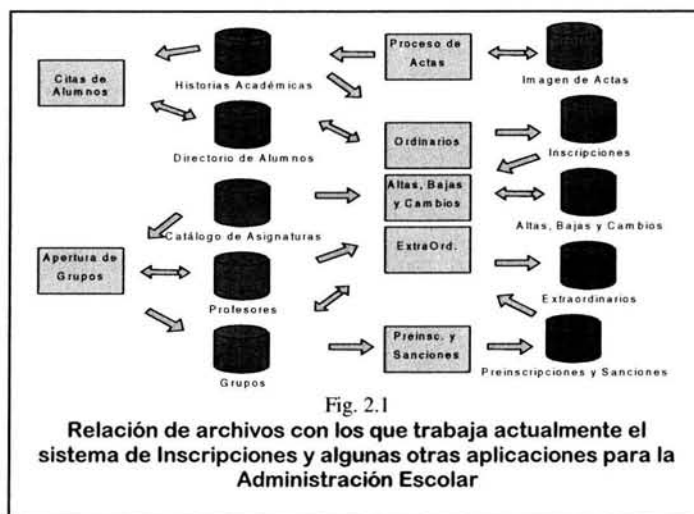 Proceso de
Actas
Citas de
Alumnos
Historias Académicas
Imagen de Actas
Ordinarios
Directorio de Alumnos
Inscripciones
Altas, Bajas
y Cambios
Catálogo de Asignaturas
Altas, Bajas y Cambios
ExtraOrd.
Apertura de
Grupos
Profesores
Extraordinarios
Preinsc. y
Sanciones
Grupos
Preinscripciones y Sanciones
Fig. 2.1
Relación de archivos con los que trabaja actualmente el
sistema de Inscripciones y algunas otras aplicaciones para la
Administración Escolar